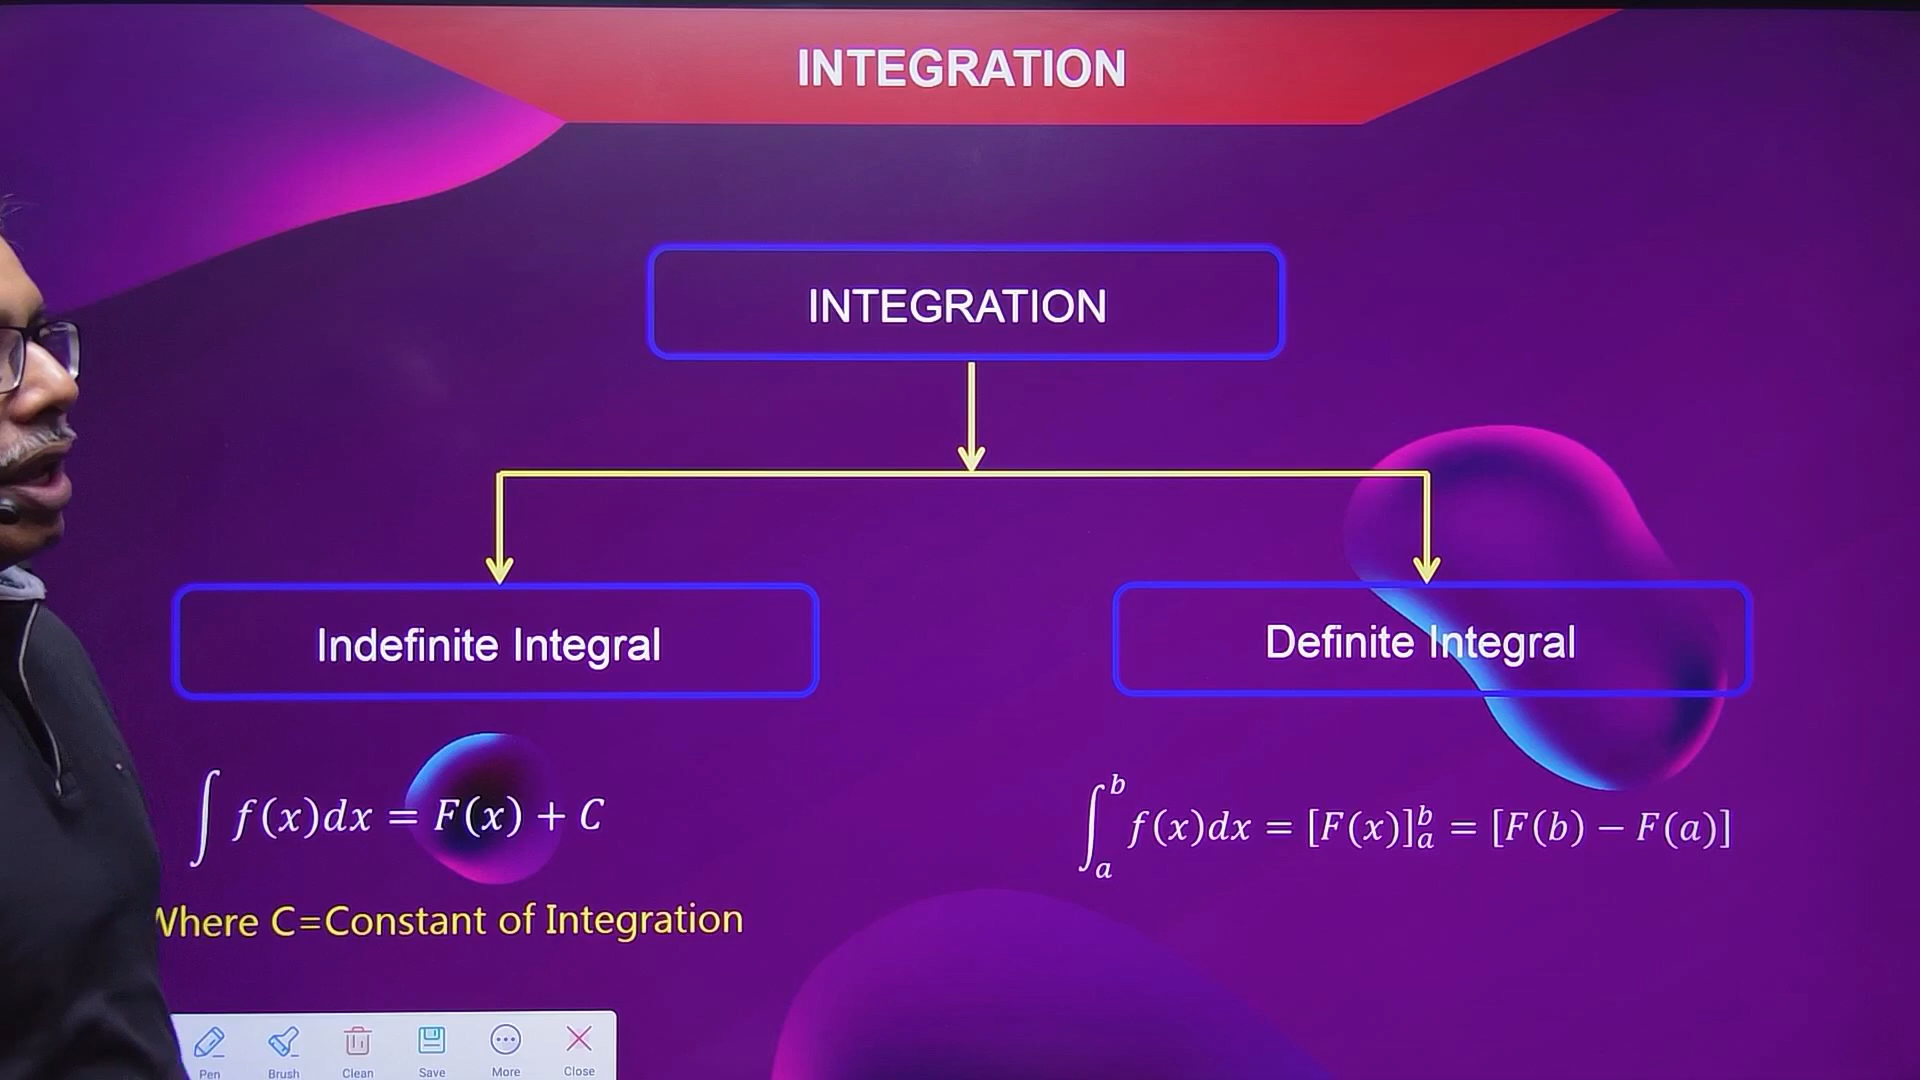 INTEGRATION
INTEGRATION
Indefinite Integral
Definite Integral
∫ f(x)dx = F(x) + C
∫ₐᵇ f(x)dx = [F(x)]ₐᵇ = [F(b) − F(a)]
Where C=Constant of Integration
Pen Brush Clean Save More Close